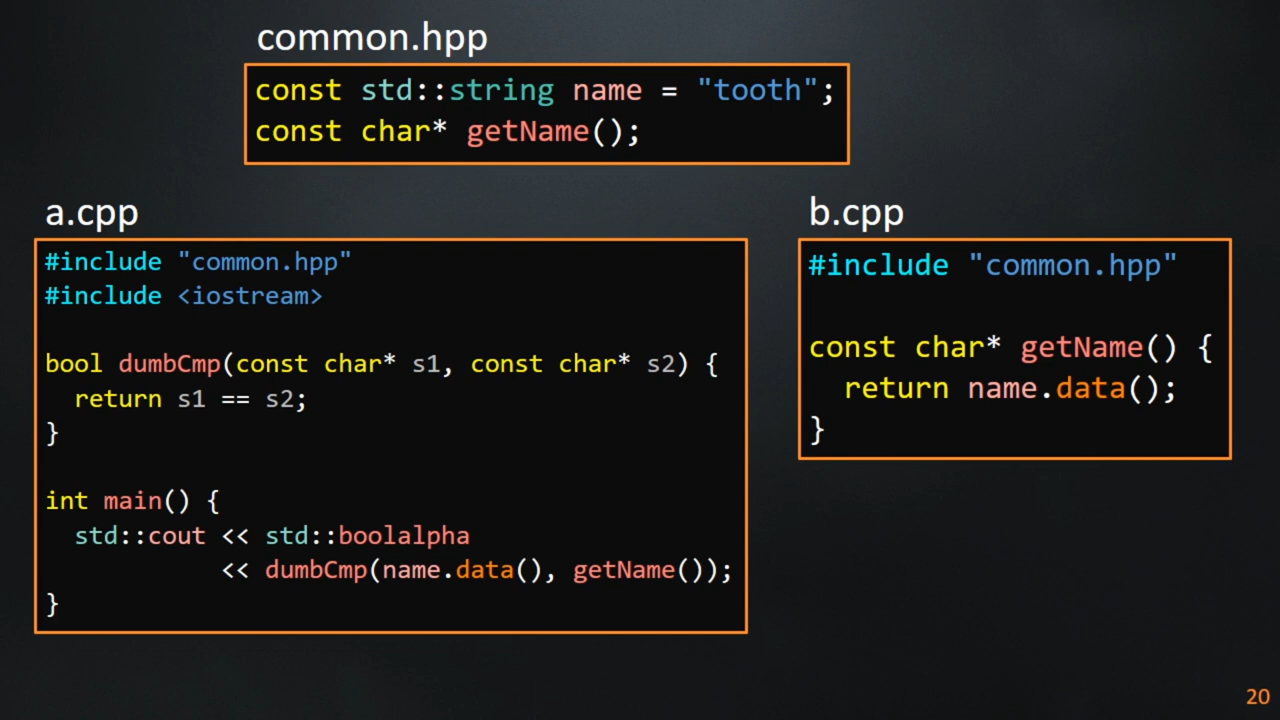 common.hpp
const std::string name = "tooth";
const char* getName();
a.cpp
#include "common.hpp"
#include <iostream>
bool dumbCmp(const char* s1, const char* s2) {
  return s1 == s2;
}
int main() {
  std::cout << std::boolalpha
            << dumbCmp(name.data(), getName());
}
b.cpp
#include "common.hpp"
const char* getName() {
  return name.data();
}
20